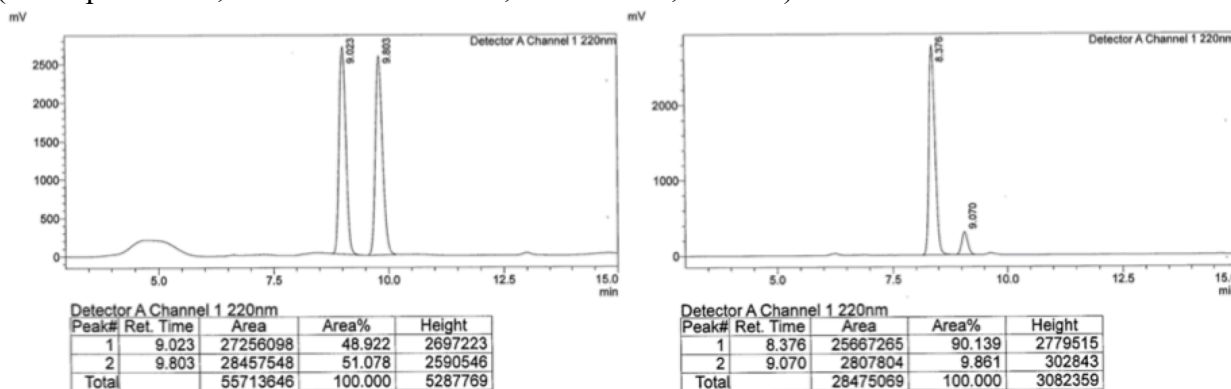 mV
Detector A Channel 1 220nm
9.023
9.803
2500
2000
1500
1000
500
0
5.0 7.5 10.0 12.5 15.0
min
Detector A Channel 1 220nm
Peak# Ret. Time Area Area% Height
1 9.023 27256098 48.922 2697223
2 9.803 28457548 51.078 2590546
Total 55713646 100.000 5287769
mV
Detector A Channel 1 220nm
8.376
9.070
2000
1000
0
5.0 7.5 10.0 12.5 15.0
min
Detector A Channel 1 220nm
Peak# Ret. Time Area Area% Height
1 8.376 25667265 90.139 2779515
2 9.070 2807804 9.861 302843
Total 28475069 100.000 3082359